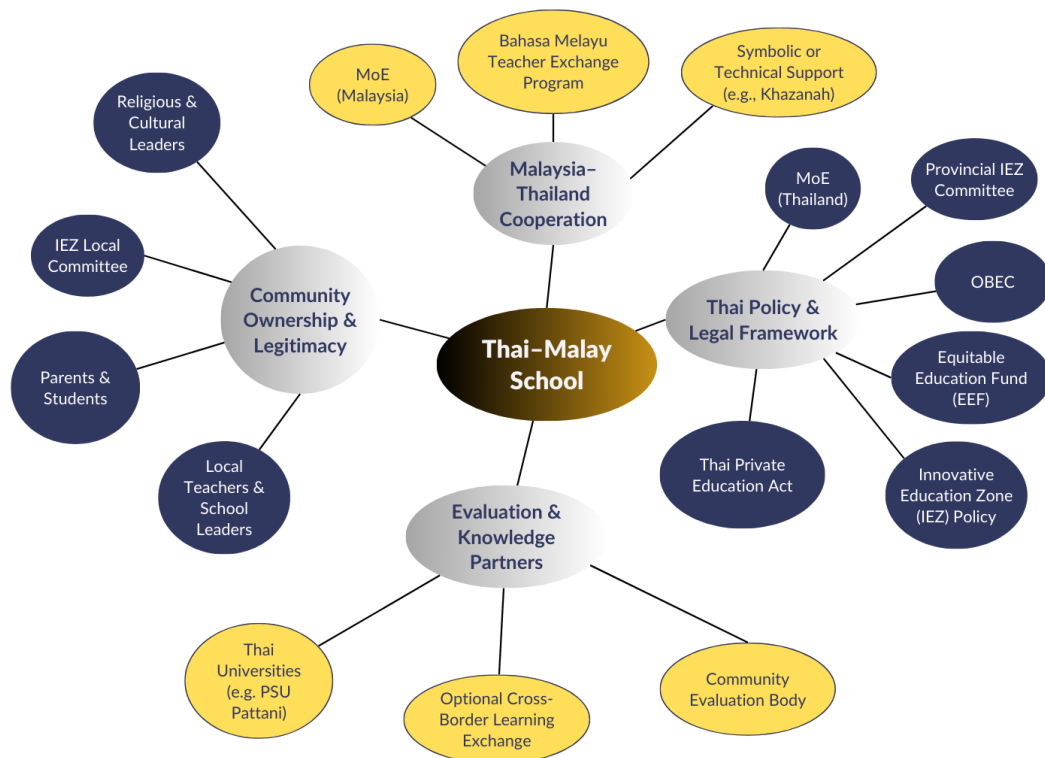 Bahasa Melayu
Teacher Exchange
Program
MoE
(Malaysia)
Symbolic or
Technical Support
(e.g., Khazanah)
Religious &
Cultural
Leaders
Malaysia–
Thailand
Cooperation
MoE
(Thailand)
Provincial IEZ
Committee
IEZ Local
Committee
Community
Ownership &
Legitimacy
Thai Policy &
Legal Framework
OBEC
Thai–Malay
School
Parents &
Students
Equitable
Education Fund
(EEF)
Local
Teachers &
School
Leaders
Thai Private
Education Act
Innovative
Education Zone
(IEZ) Policy
Evaluation &
Knowledge
Partners
Thai
Universities
(e.g. PSU
Pattani)
Optional Cross-
Border Learning
Exchange
Community
Evaluation Body